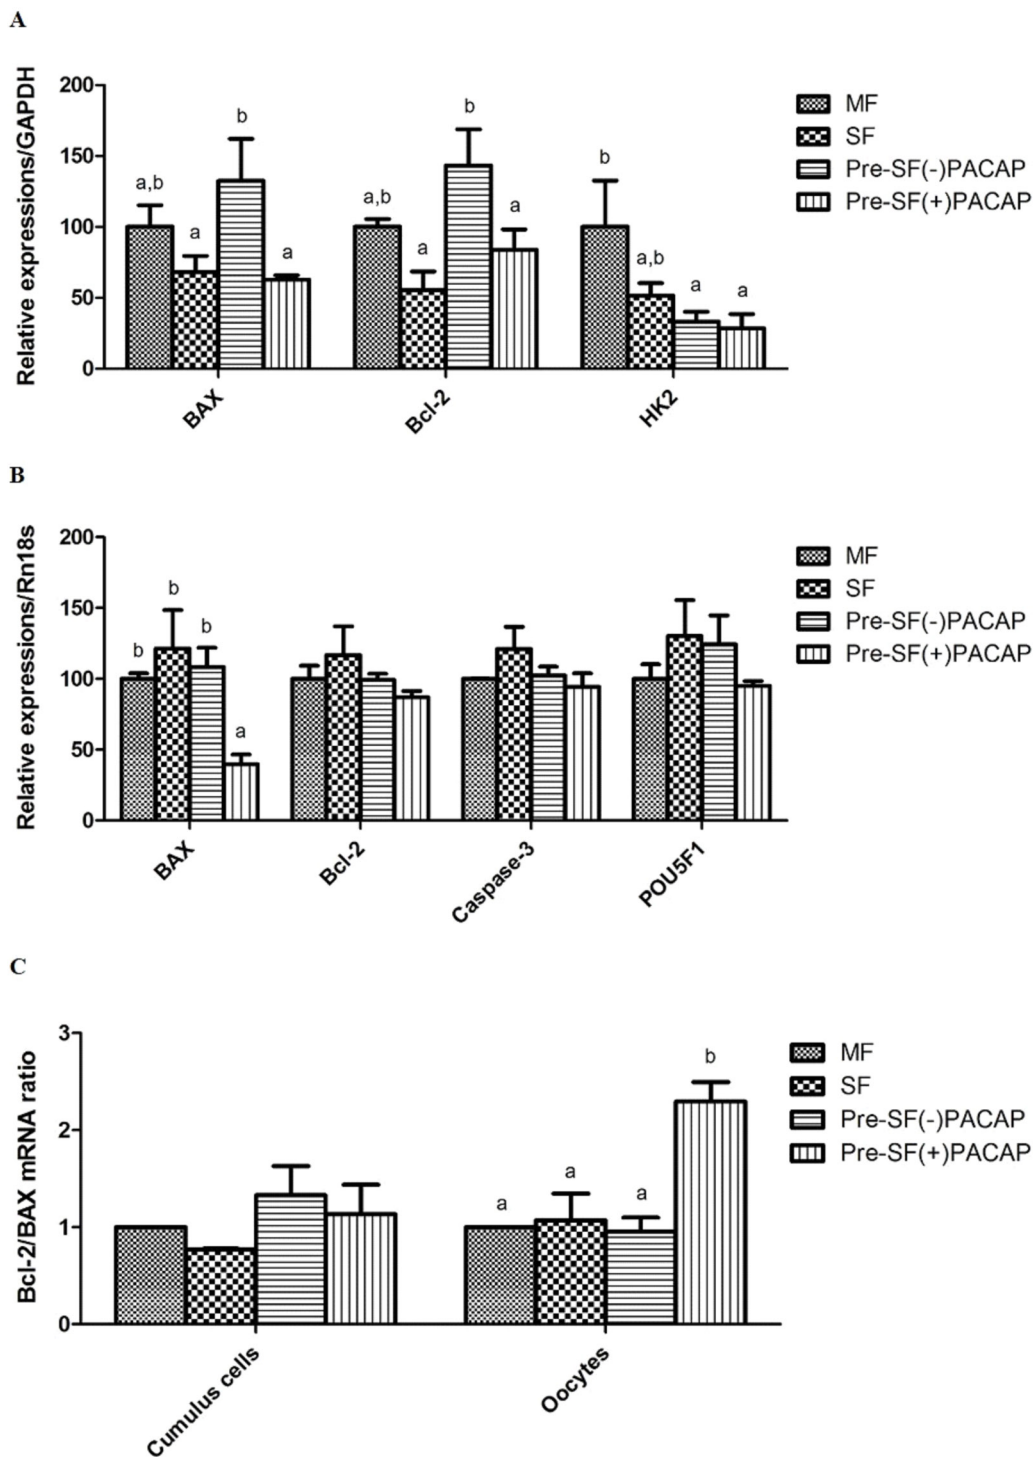 A
Relative expressions/GAPDH
200
150
100
50
0
a,b
a
b
a
a,b
a
b
a
b
a,b
a
a
BAX
Bcl-2
HK2
MF
SF
Pre-SF(-)PACAP
Pre-SF(+)PACAP
B
Relative expressions/Rn18s
200
150
100
50
0
b
b
b
a
BAX
Bcl-2
Caspase-3
POU5F1
MF
SF
Pre-SF(-)PACAP
Pre-SF(+)PACAP
C
Bcl-2/BAX mRNA ratio
3
2
1
0
a
a
a
b
Cumulus cells
Oocytes
MF
SF
Pre-SF(-)PACAP
Pre-SF(+)PACAP